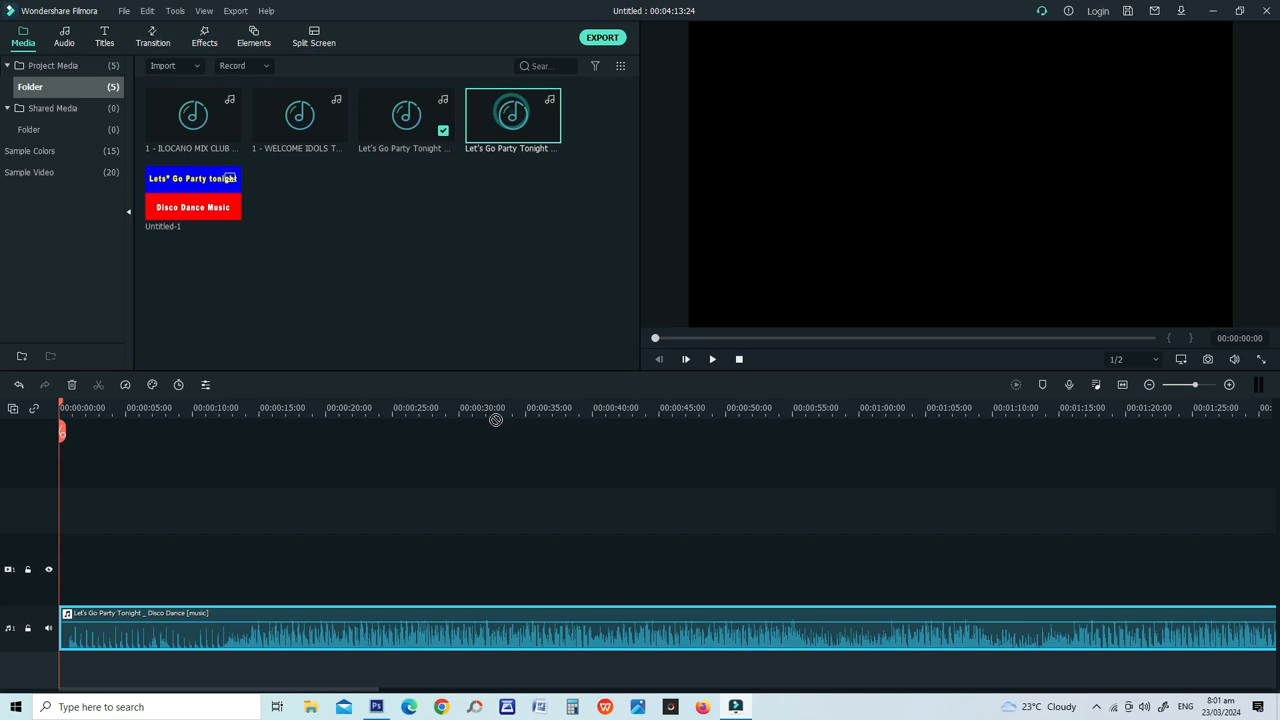 Wondershare Filmora File Edit Tools View Export Help Untitled : 00:04:13:24 Login
Media Audio Titles Transition Effects Elements Split Screen EXPORT
Project Media (5)
Folder (5)
Shared Media (0)
Folder (0)
Sample Colors (15)
Sample Video (20)
Import Record Sear...
1 - ILOCANO MIX CLUB ... 1 - WELCOME IDOLS T... Let's Go Party Tonight ... Let's Go Party Tonight ...
Lets* Go Party tonight
Disco Dance Music
Untitled-1
00:00:00:00
1/2
00:00:00:00 00:00:05:00 00:00:10:00 00:00:15:00 00:00:20:00 00:00:25:00 00:00:30:00 00:00:35:00 00:00:40:00 00:00:45:00 00:00:50:00 00:00:55:00 00:01:00:00 00:01:05:00 00:01:10:00 00:01:15:00 00:01:20:00 00:01:25:00 00:
1
Let's Go Party Tonight _ Disco Dance [music]
1
Type here to search
23°C Cloudy ENG 8:01 am
23/03/2024